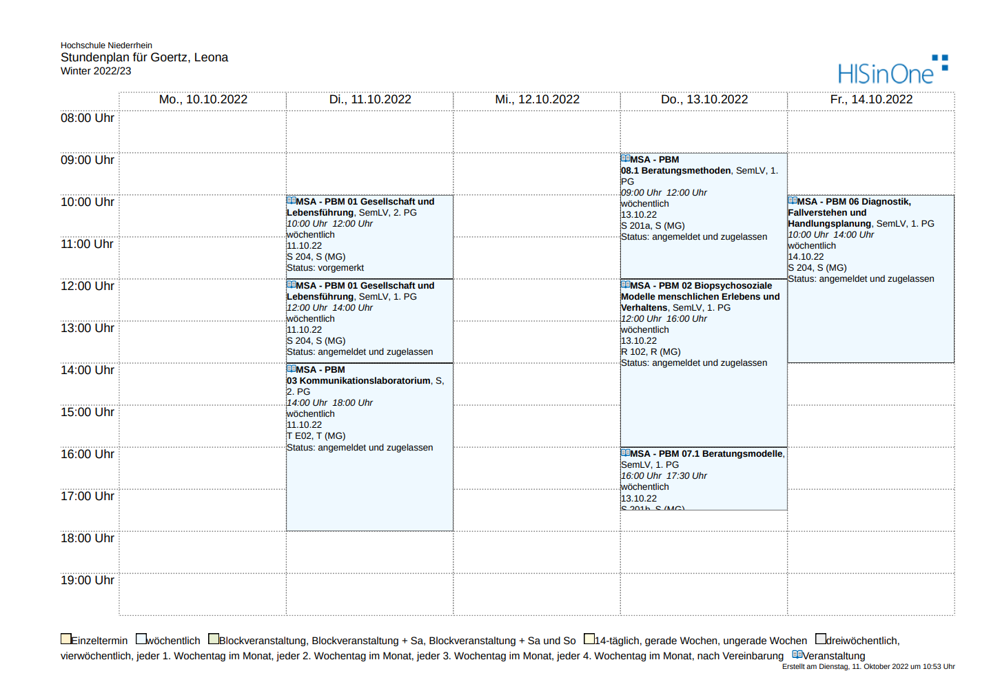 Hochschule Niederrhein
Stundenplan für Goertz, Leona
Winter 2022/23
HISinOne
Mo., 10.10.2022
Di., 11.10.2022
Mi., 12.10.2022
Do., 13.10.2022
Fr., 14.10.2022
08:00 Uhr
09:00 Uhr
10:00 Uhr
11:00 Uhr
12:00 Uhr
13:00 Uhr
14:00 Uhr
15:00 Uhr
16:00 Uhr
17:00 Uhr
18:00 Uhr
19:00 Uhr
MSA - PBM 01 Gesellschaft und
Lebensführung, SemLV, 2. PG
10:00 Uhr 12:00 Uhr
wöchentlich
11.10.22
S 204, S (MG)
Status: vorgemerkt
MSA - PBM 01 Gesellschaft und
Lebensführung, SemLV, 1. PG
12:00 Uhr 14:00 Uhr
wöchentlich
11.10.22
S 204, S (MG)
Status: angemeldet und zugelassen
MSA - PBM
03 Kommunikationslaboratorium, S,
2. PG
14:00 Uhr 18:00 Uhr
wöchentlich
11.10.22
T E02, T (MG)
Status: angemeldet und zugelassen
MSA - PBM
08.1 Beratungsmethoden, SemLV, 1.
PG
09:00 Uhr 12:00 Uhr
wöchentlich
13.10.22
S 201a, S (MG)
Status: angemeldet und zugelassen
MSA - PBM 02 Biopsychosoziale
Modelle menschlichen Erlebens und
Verhaltens, SemLV, 1. PG
12:00 Uhr 16:00 Uhr
wöchentlich
13.10.22
R 102, R (MG)
Status: angemeldet und zugelassen
MSA - PBM 07.1 Beratungsmodelle,
SemLV, 1. PG
16:00 Uhr 17:30 Uhr
wöchentlich
13.10.22
S 201b, S (MG)
MSA - PBM 06 Diagnostik,
Fallverstehen und
Handlungsplanung, SemLV, 1. PG
10:00 Uhr 14:00 Uhr
wöchentlich
14.10.22
S 204, S (MG)
Status: angemeldet und zugelassen
Einzeltermin wöchentlich Blockveranstaltung, Blockveranstaltung + Sa, Blockveranstaltung + Sa und So 14-täglich, gerade Wochen, ungerade Wochen dreiwöchentlich,
vierwöchentlich, jeder 1. Wochentag im Monat, jeder 2. Wochentag im Monat, jeder 3. Wochentag im Monat, jeder 4. Wochentag im Monat, nach Vereinbarung Veranstaltung
Erstellt am Dienstag, 11. Oktober 2022 um 10:53 Uhr